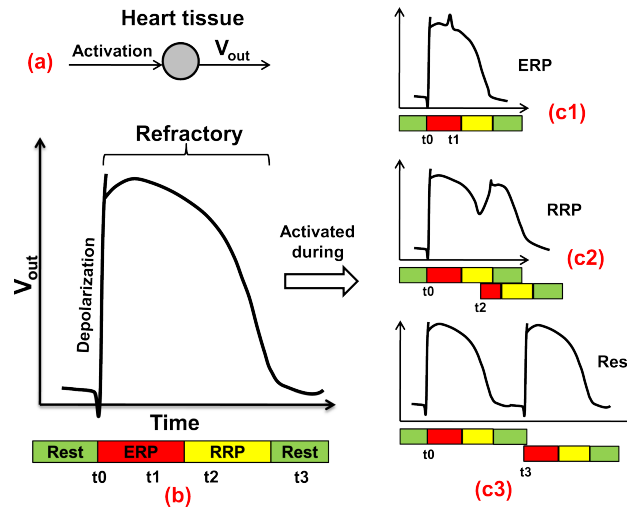 Heart tissue
(a)
Activation
Vout
Refractory
Depolarization
Vout
Time
Rest ERP RRP Rest
t0 t1 t2 t3
(b)
Activated
during
ERP
(c1)
t0 t1
RRP
(c2)
t0
t2
Res
t0
t3
(c3)